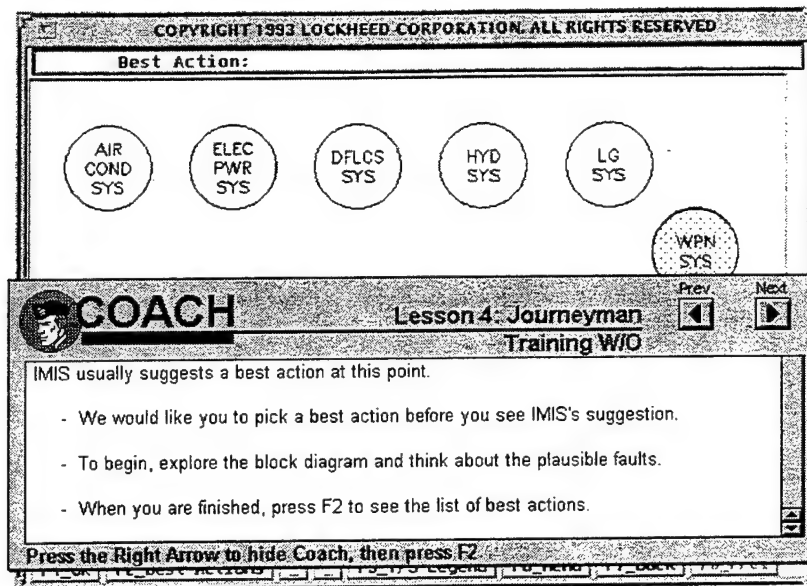 COPYRIGHT 1993 LOCKHEED CORPORATION. ALL RIGHTS RESERVED
Best Action:
AIR COND SYS
ELEC PWR SYS
DFLCS SYS
HYD SYS
LG SYS
WPN SYS
COACH
Lesson 4: Journeyman
Training W/O
Prev
Next
IMIS usually suggests a best action at this point.
- We would like you to pick a best action before you see IMIS's suggestion.
- To begin, explore the block diagram and think about the plausible faults.
- When you are finished, press F2 to see the list of best actions.
Press the Right Arrow to hide Coach, then press F2